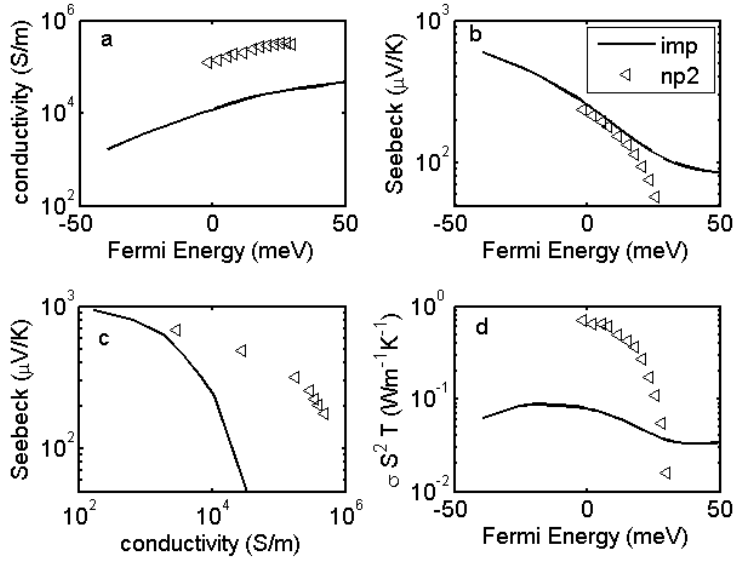 a
conductivity (S/m)
10^6
10^4
10^2
-50
0
50
Fermi Energy (meV)
b
imp
np2
Seebeck (μV/K)
10^3
10^2
-50
0
50
Fermi Energy (meV)
c
Seebeck (μV/K)
10^3
10^2
10^2
10^4
10^6
conductivity (S/m)
d
σ S^2 T (Wm^-1K^-1)
10^0
10^-1
10^-2
-50
0
50
Fermi Energy (meV)